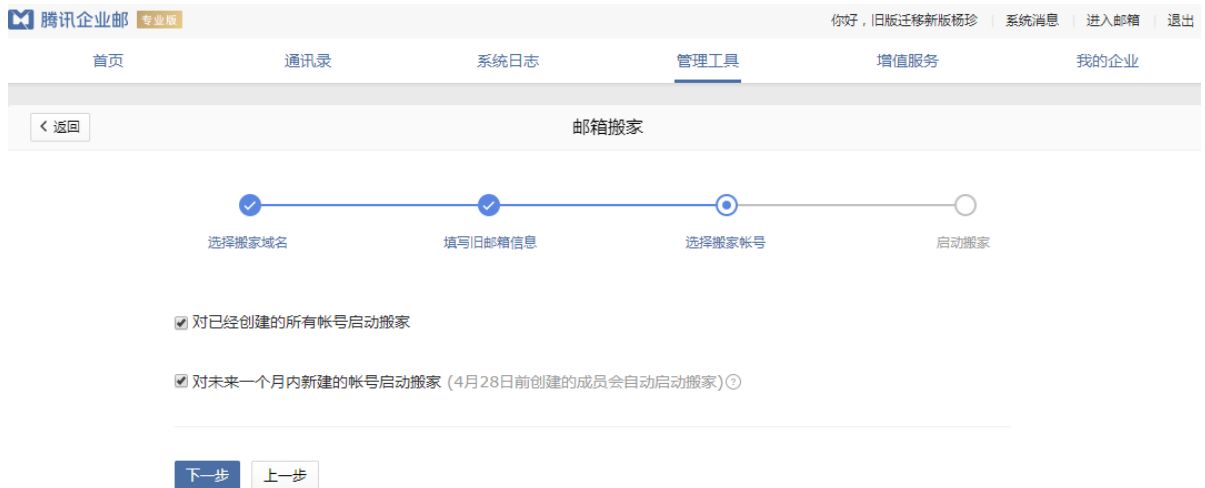 腾讯企业邮 专业版 你好，旧版迁移新版杨珍 系统消息 进入邮箱 退出
首页 通讯录 系统日志 管理工具 增值服务 我的企业
返回 邮箱搬家
选择搬家域名 填写旧邮箱信息 选择搬家帐号 启动搬家
对已经创建的所有帐号启动搬家
对未来一个月内新建的帐号启动搬家 (4月28日前创建的成员会自动启动搬家)?
下一步 上一步